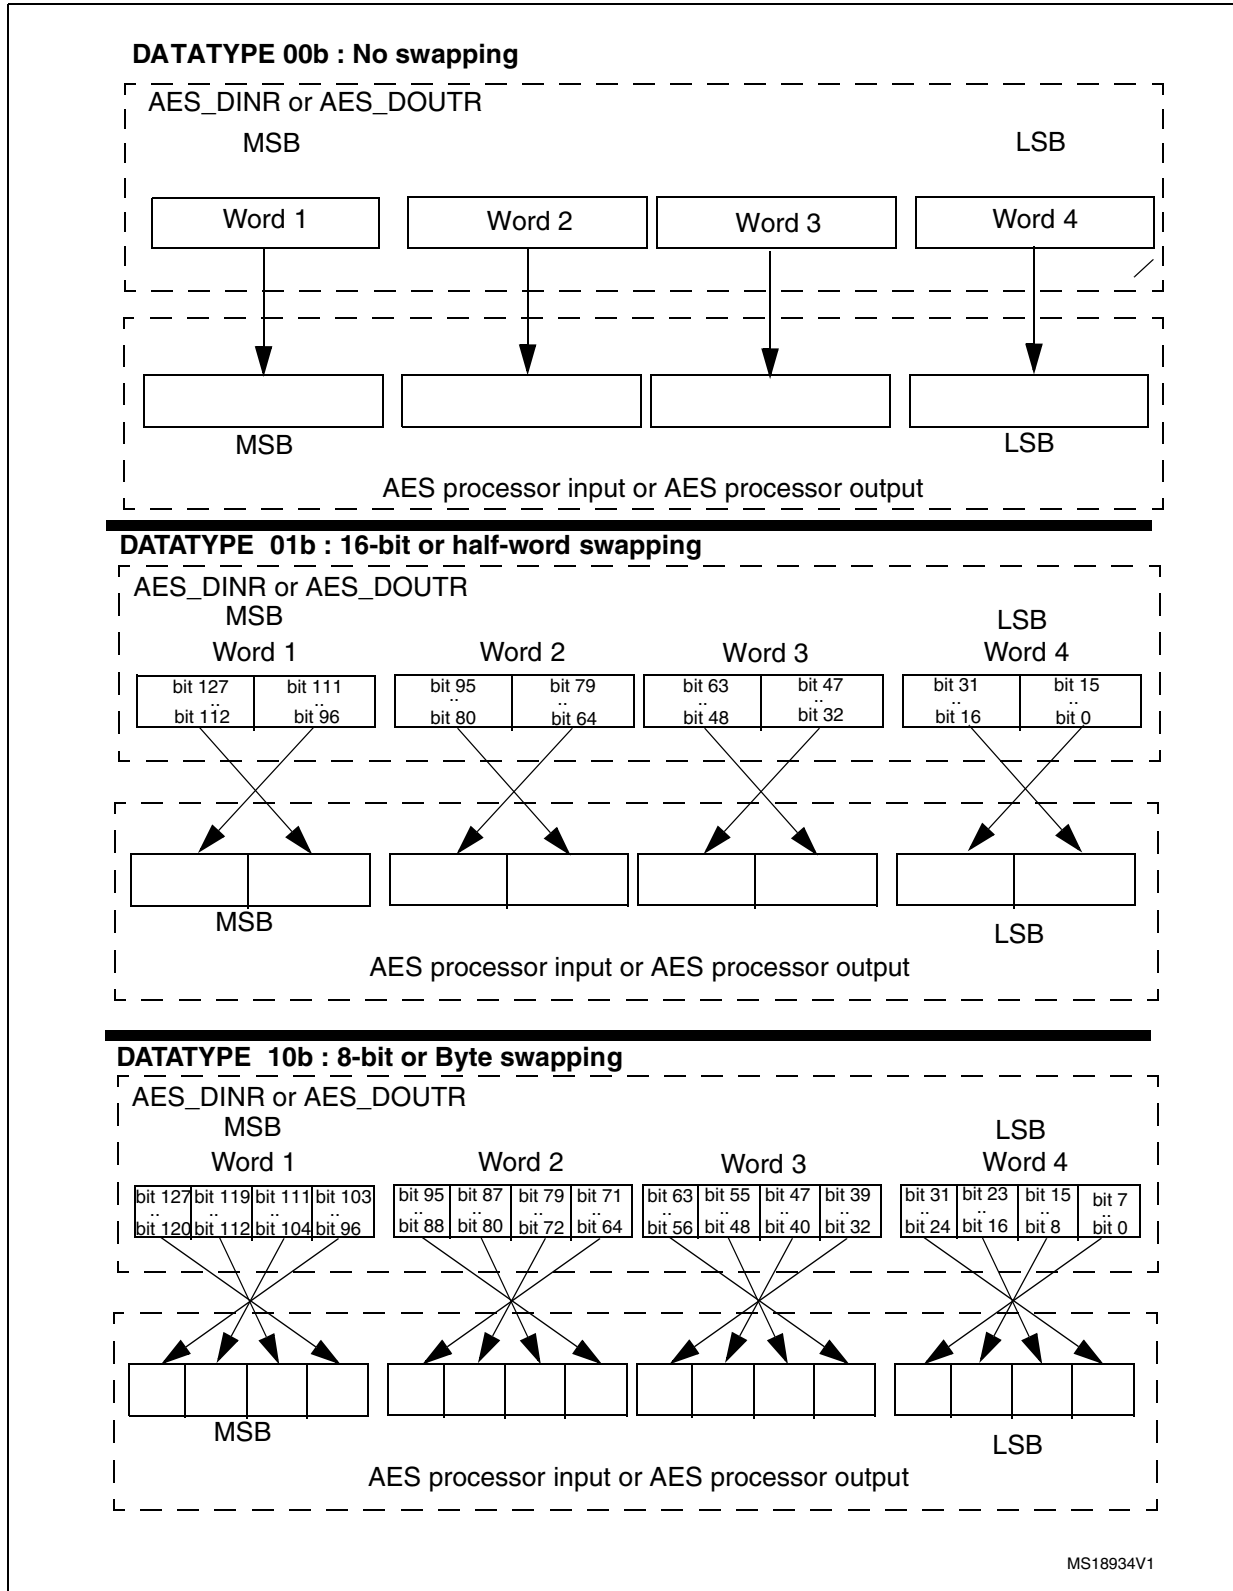 DATATYPE 00b : No swapping
AES_DINR or AES_DOUTR
MSB LSB
Word 1 Word 2 Word 3 Word 4
MSB LSB
AES processor input or AES processor output
DATATYPE 01b : 16-bit or half-word swapping
AES_DINR or AES_DOUTR
MSB LSB
Word 1 Word 2 Word 3 Word 4
bit 127 bit 111 bit 95 bit 79 bit 63 bit 47 bit 31 bit 15
.. .. .. .. .. .. .. ..
bit 112 bit 96 bit 80 bit 64 bit 48 bit 32 bit 16 bit 0
MSB LSB
AES processor input or AES processor output
DATATYPE 10b : 8-bit or Byte swapping
AES_DINR or AES_DOUTR
MSB LSB
Word 1 Word 2 Word 3 Word 4
bit 127 bit 119 bit 111 bit 103 bit 95 bit 87 bit 79 bit 71 bit 63 bit 55 bit 47 bit 39 bit 31 bit 23 bit 15 bit 7
.. .. .. .. .. .. .. .. .. .. .. .. .. .. .. ..
bit 120 bit 112 bit 104 bit 96 bit 88 bit 80 bit 72 bit 64 bit 56 bit 48 bit 40 bit 32 bit 24 bit 16 bit 8 bit 0
MSB LSB
AES processor input or AES processor output
MS18934V1